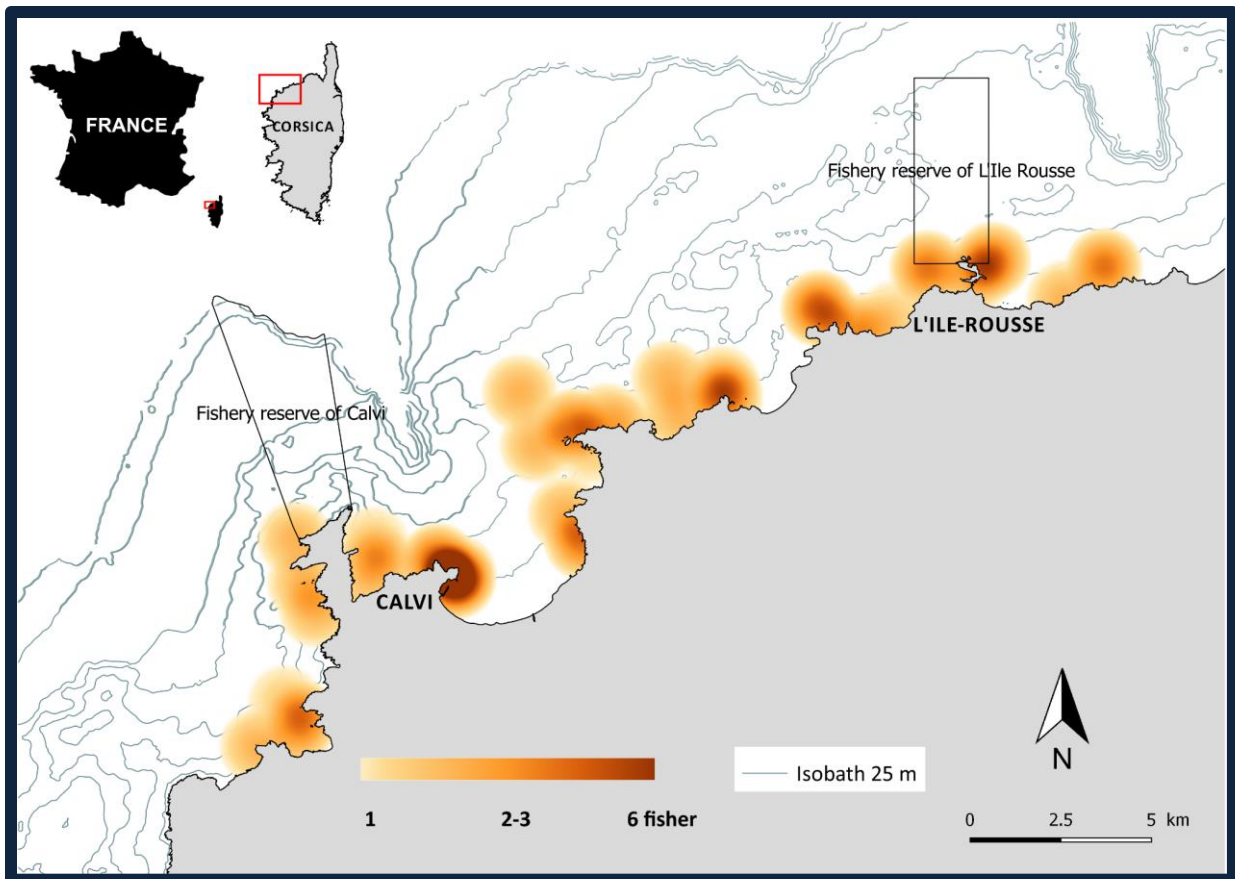 FRANCE
CORSICA
Fishery reserve of L'Ile Rousse
L'ILE-ROUSSE
Fishery reserve of Calvi
CALVI
1 2-3 6 fisher
Isobath 25 m
N
0 2.5 5 km